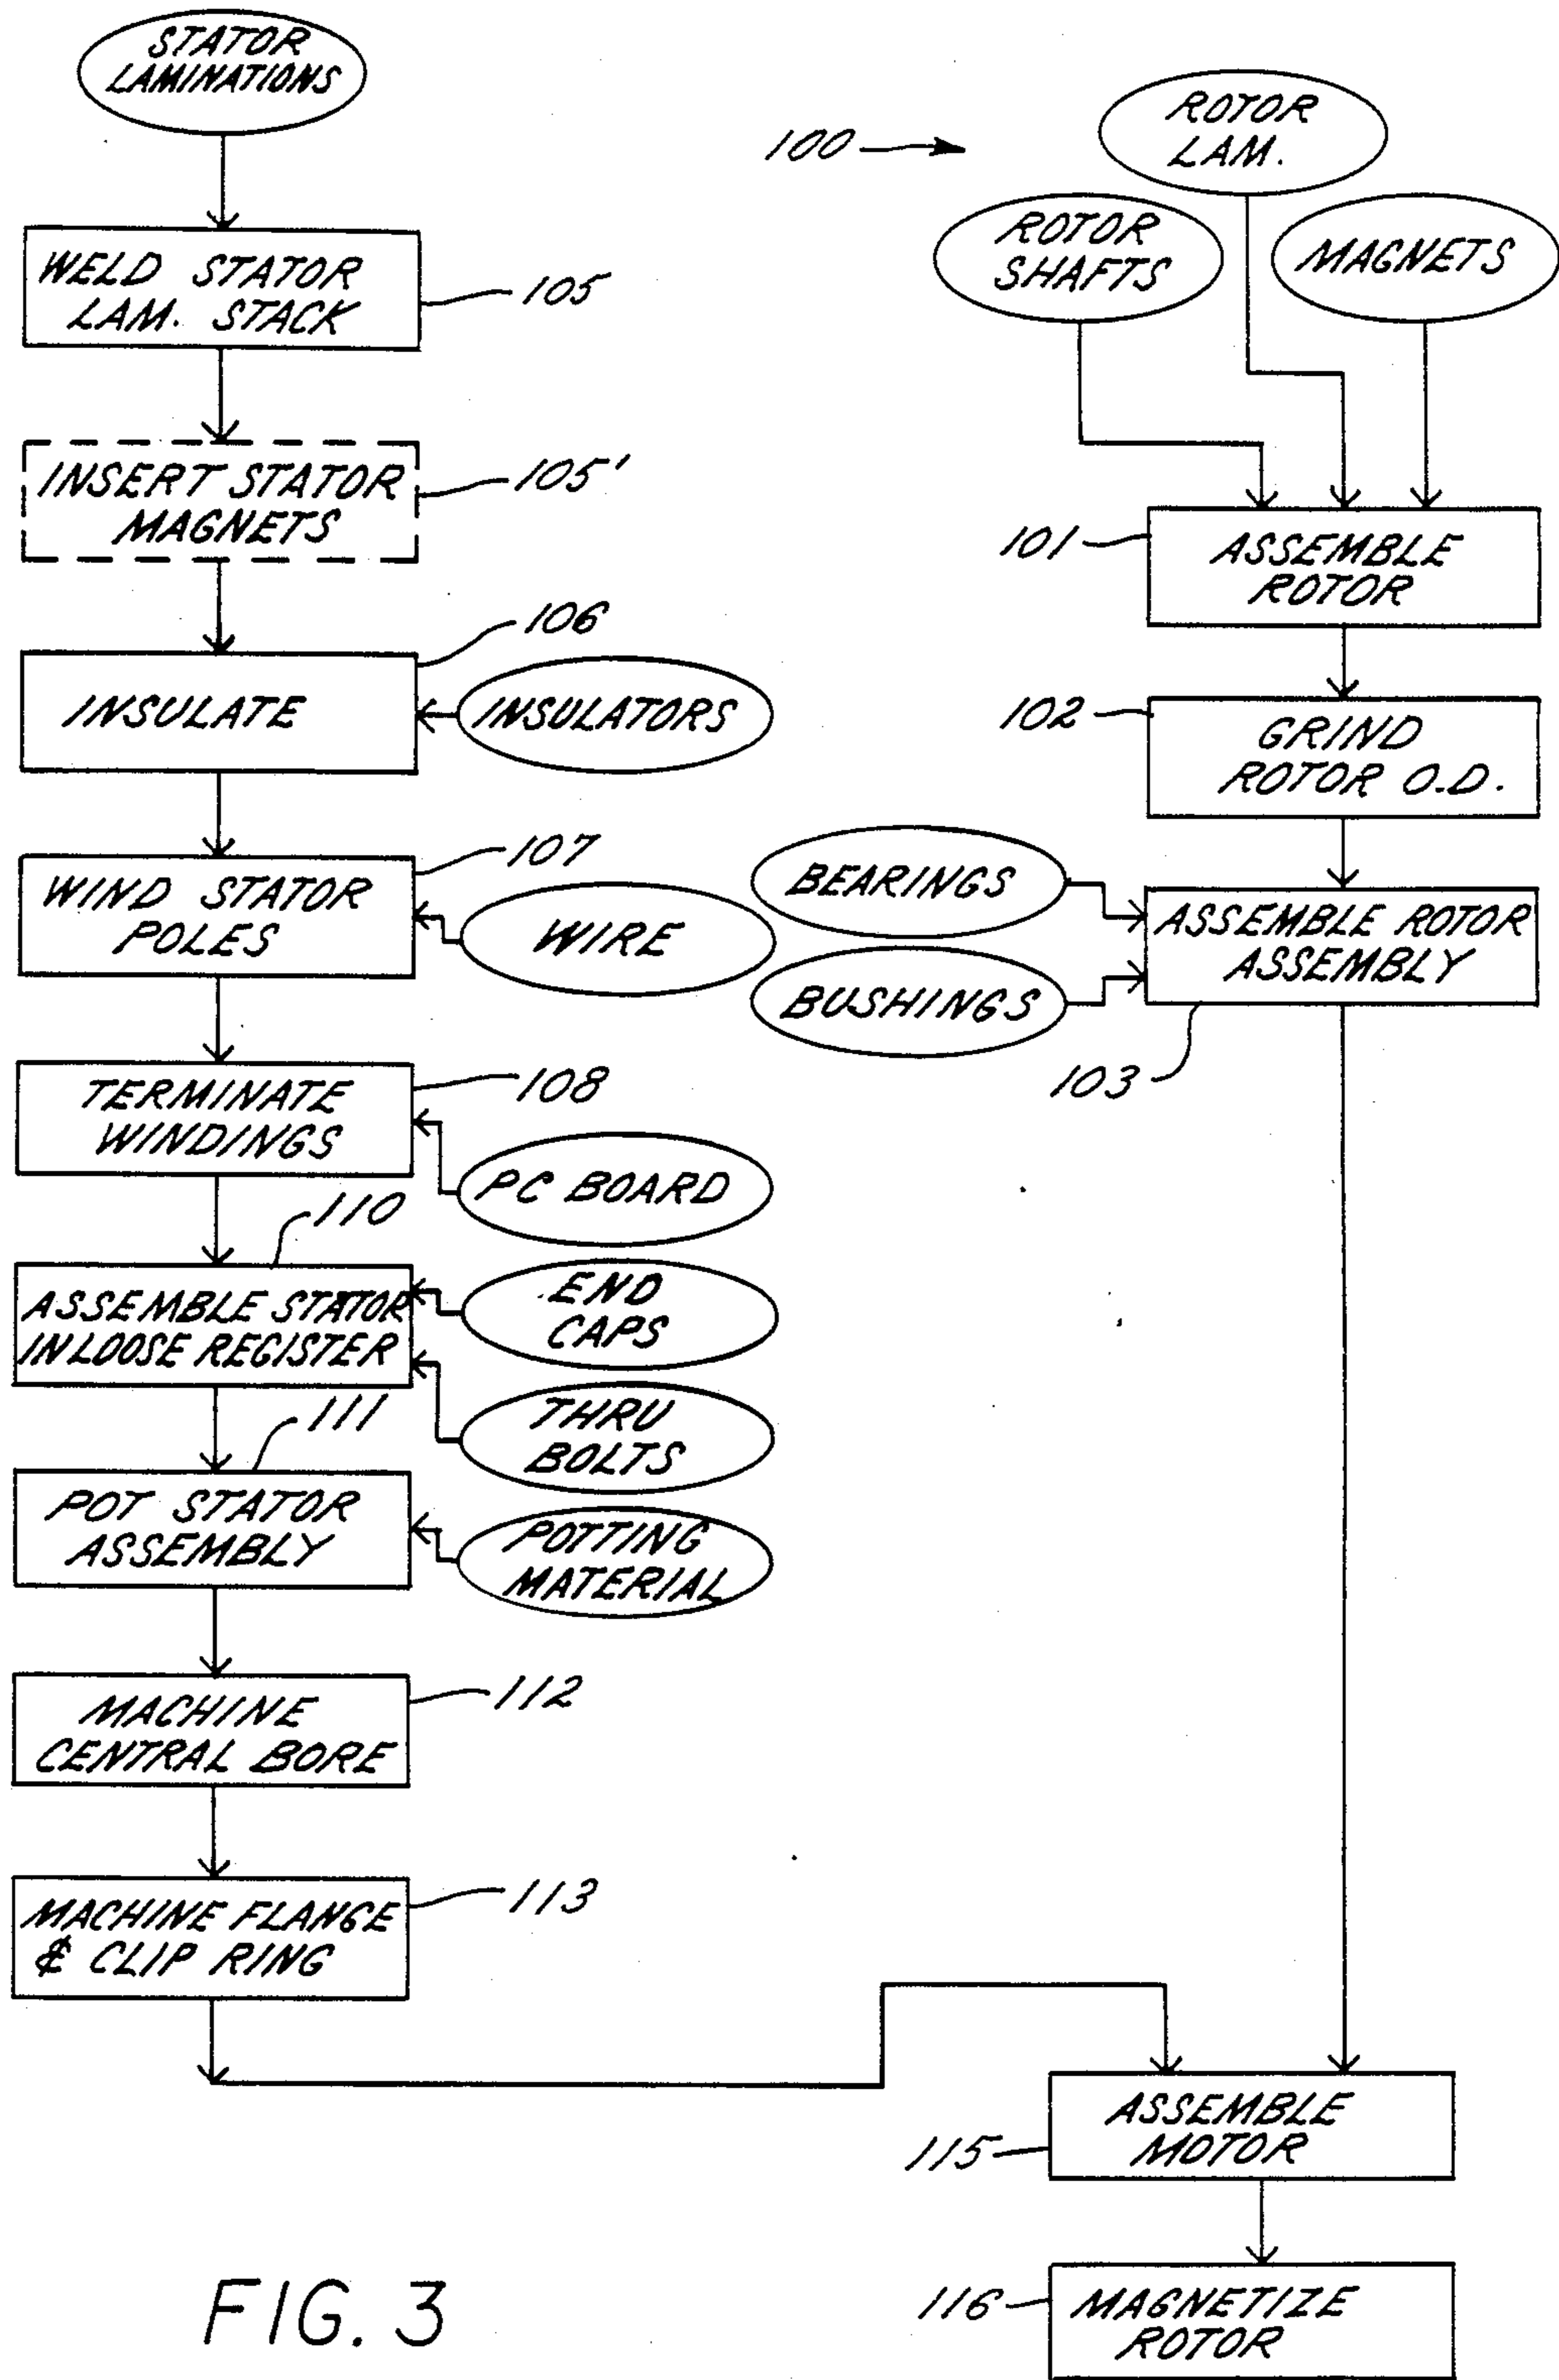 STATOR
LAMINATIONS
WELD STATOR
LAM. STACK
105
INSERT STATOR
MAGNETS
105'
106
INSULATE
INSULATORS
107
WIND STATOR
POLES
WIRE
108
TERMINATE
WINDINGS
PC BOARD
110
ASSEMBLE STATOR
IN LOOSE REGISTER
END
CAPS
THRU
BOLTS
111
POT STATOR
ASSEMBLY
POTTING
MATERIAL
112
MACHINE
CENTRAL BORE
113
MACHINE FLANGE
& CLIP RING
100
ROTOR
LAM.
ROTOR
SHAFTS
MAGNETS
101
ASSEMBLE
ROTOR
102
GRIND
ROTOR O.D.
BEARINGS
BUSHINGS
ASSEMBLE ROTOR
ASSEMBLY
103
ASSEMBLE
MOTOR
115
116
MAGNETIZE
ROTOR
FIG. 3